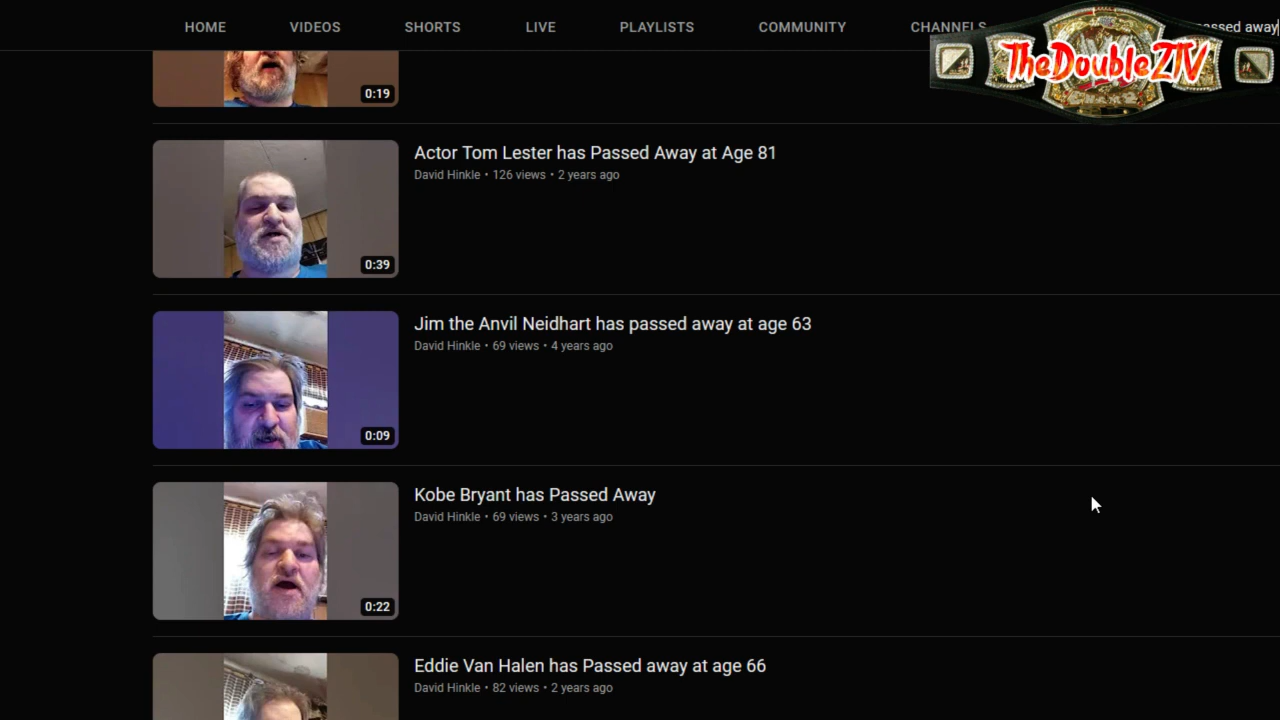 HOME VIDEOS SHORTS LIVE PLAYLISTS COMMUNITY CHANNELS passed away
TheDoubleZTV
0:19
Actor Tom Lester has Passed Away at Age 81
David Hinkle • 126 views • 2 years ago
0:39
Jim the Anvil Neidhart has passed away at age 63
David Hinkle • 69 views • 4 years ago
0:09
Kobe Bryant has Passed Away
David Hinkle • 69 views • 3 years ago
0:22
Eddie Van Halen has Passed away at age 66
David Hinkle • 82 views • 2 years ago